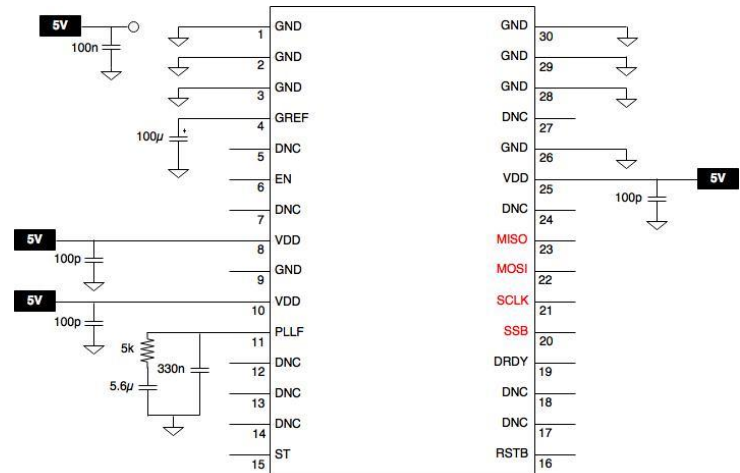 5V
100n
GND
1
GND
2
GND
3
GREF
4
100µ
+
DNC
5
EN
6
DNC
7
5V
VDD
8
100p
GND
9
5V
VDD
10
100p
PLLF
11
5k
330n
5.6µ
DNC
12
DNC
13
DNC
14
ST
15
GND
30
GND
29
GND
28
DNC
27
GND
26
VDD
25
5V
100p
DNC
24
MISO
23
MOSI
22
SCLK
21
SSB
20
DRDY
19
DNC
18
DNC
17
RSTB
16